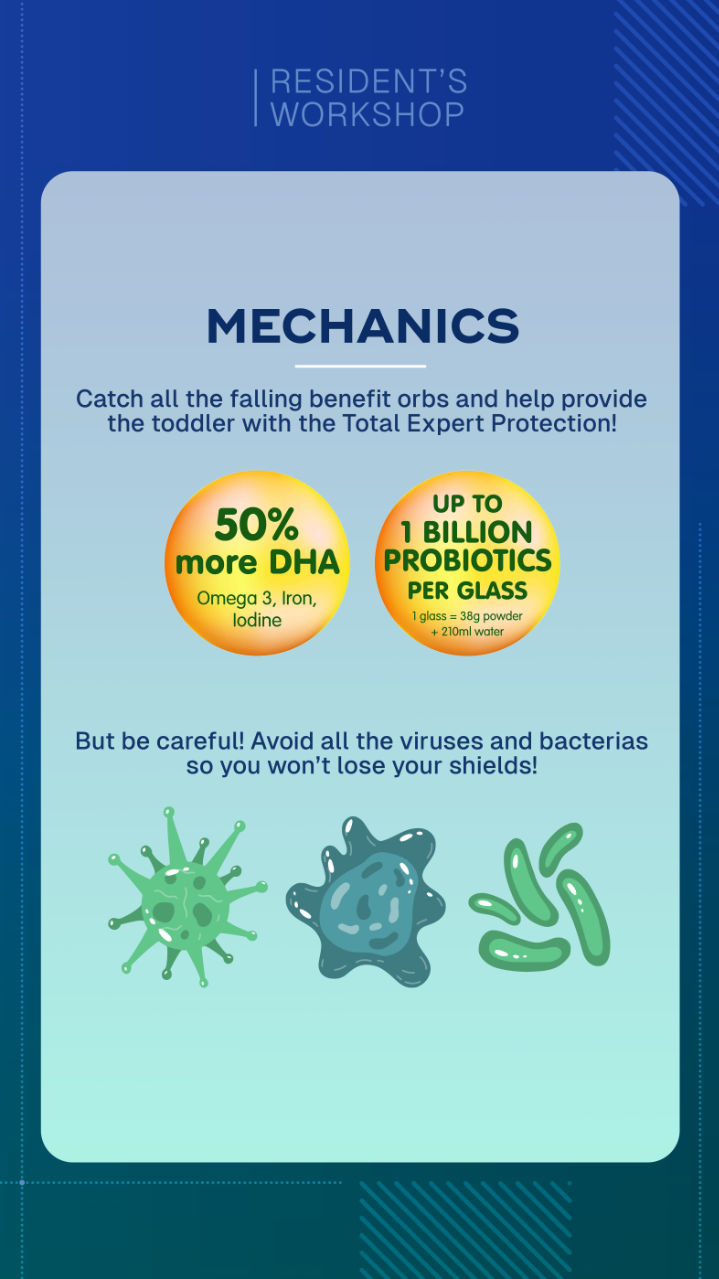 RESIDENT'S
WORKSHOP
MECHANICS
Catch all the falling benefit orbs and help provide
the toddler with the Total Expert Protection!
50%
more DHA
Omega 3, Iron,
Iodine
UP TO
1 BILLION
PROBIOTICS
PER GLASS
1 glass = 38g powder
+ 210ml water
But be careful! Avoid all the viruses and bacterias
so you won't lose your shields!